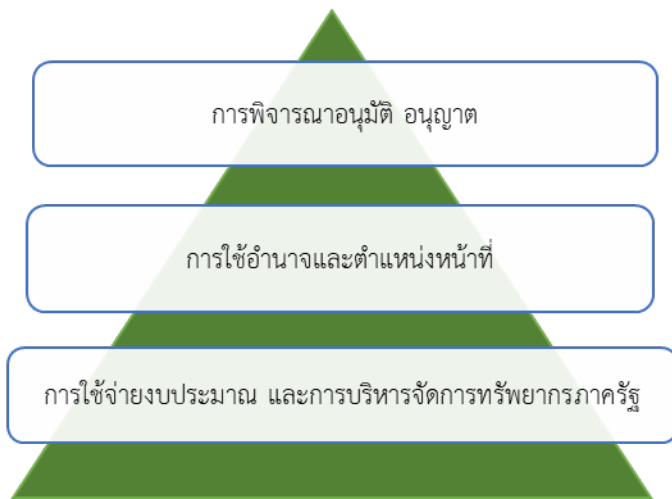 การพิจารณาอนุมัติ อนุญาต
การใช้อำนาจและตำแหน่งหน้าที่
การใช้จ่ายงบประมาณ และการบริหารจัดการทรัพยากรภาครัฐ